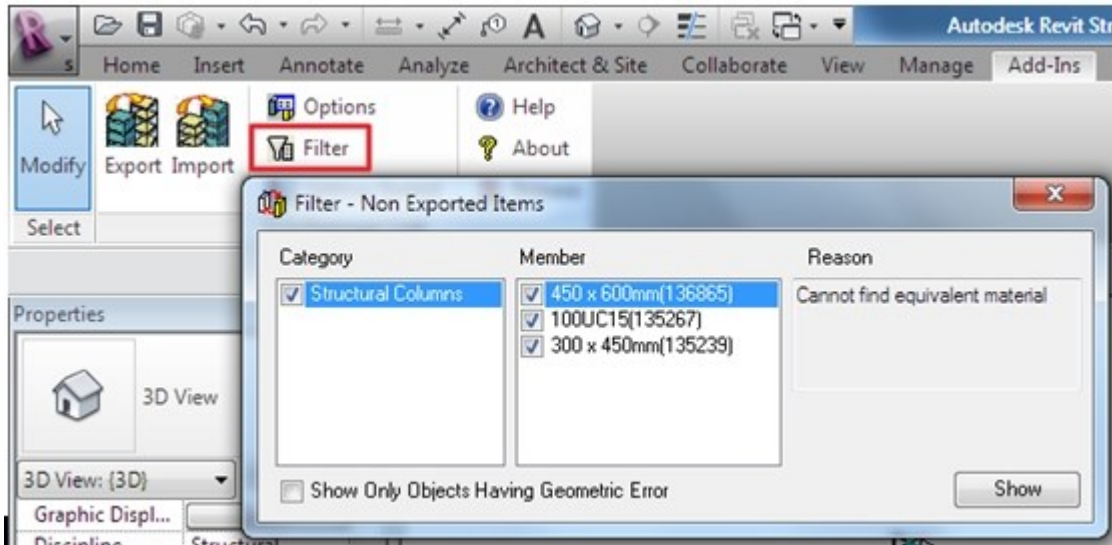 Autodesk Revit Str
S
Home Insert Annotate Analyze Architect & Site Collaborate View Manage Add-Ins
Options
Help
Filter
About
Modify
Export Import
Select
Filter - Non Exported Items
Category Member Reason
Structural Columns
450 x 600mm(136865)
100UC15(135267)
300 x 450mm(135239)
Cannot find equivalent material
Properties
3D View
3D View: {3D}
Show Only Objects Having Geometric Error
Show
Graphic Displ...
Discipline Structural